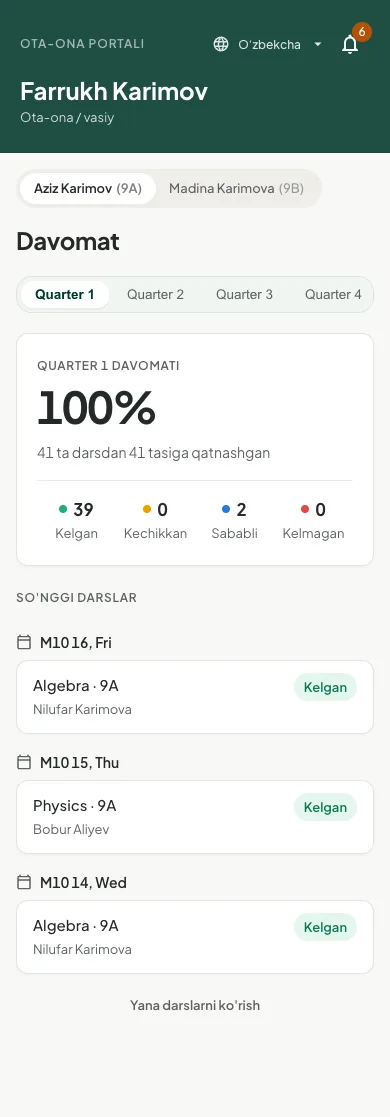 OTA-ONA PORTALI
O'zbekcha
6
Farrukh Karimov
Ota-ona / vasiy
Aziz Karimov (9A)
Madina Karimova (9B)
Davomat
Quarter 1
Quarter 2
Quarter 3
Quarter 4
QUARTER 1 DAVOMATI
100%
41 ta darsdan 41 tasiga qatnashgan
39
Kelgan
0
Kechikkan
2
Sababli
0
Kelmagan
SO'NGGI DARSLAR
M10 16, Fri
Algebra · 9A
Kelgan
Nilufar Karimova
M10 15, Thu
Physics · 9A
Kelgan
Bobur Aliyev
M10 14, Wed
Algebra · 9A
Kelgan
Nilufar Karimova
Yana darslarni ko'rish